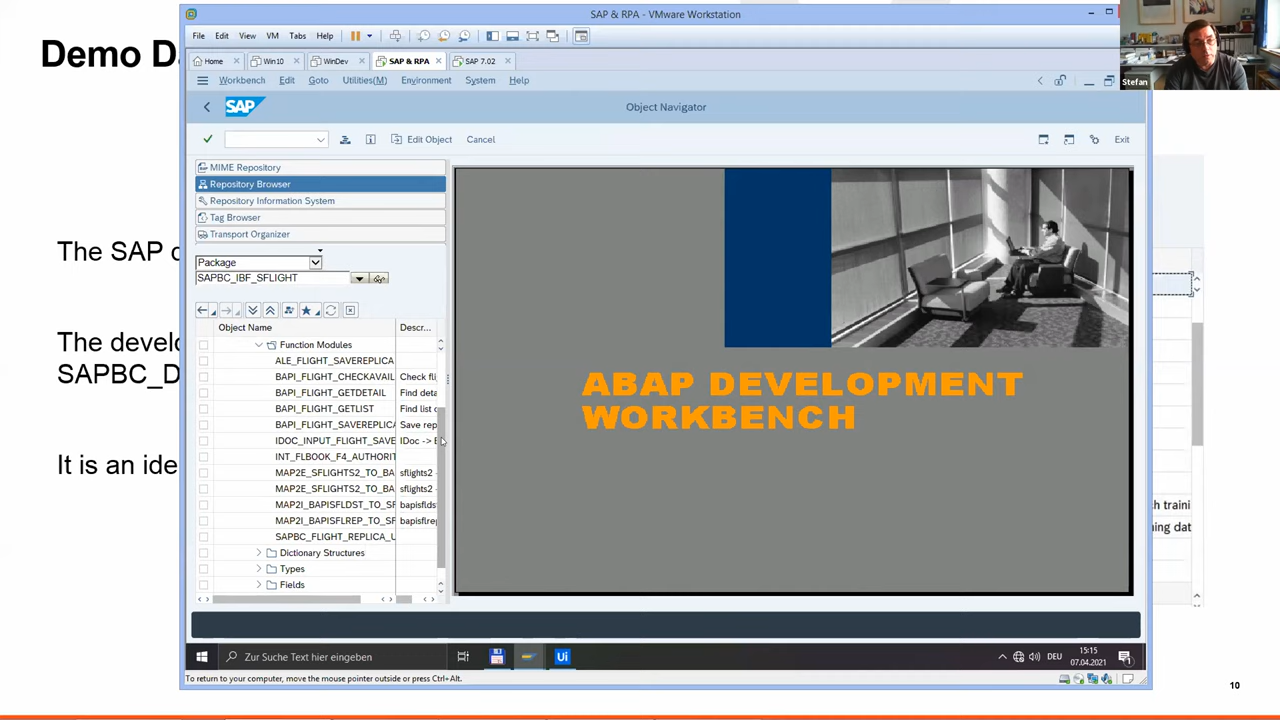 Demo D
The SAP
The develo
SAPBC_D
It is an ide
SAP & RPA - VMware Workstation
File Edit View VM Tabs Help
Home Win10 WinDev SAP & RPA SAP 7.02
Workbench Edit Goto Utilities(M) Environment System Help
SAP Object Navigator
Edit Object Cancel Exit
MIME Repository
Repository Browser
Repository Information System
Tag Browser
Transport Organizer
Package
SAPBC_IBF_SFLIGHT
Object Name Descr...
Function Modules
ALE_FLIGHT_SAVEREPLICA
BAPI_FLIGHT_CHECKAVAIL Check fli
BAPI_FLIGHT_GETDETAIL Find deta
BAPI_FLIGHT_GETLIST Find list
BAPI_FLIGHT_SAVEREPLICA Save rep
IDOC_INPUT_FLIGHT_SAVE IDoc ->
INT_FLBOOK_F4_AUTHORIT
MAP2E_SFLIGHTS2_TO_BA sflights2
MAP2E_SFLIGHTS2_TO_BA sflights2
MAP2I_BAPISFLDST_TO_SF bapisflds
MAP2I_BAPISFLREP_TO_SF bapisflre
SAPBC_FLIGHT_REPLICA_U
Dictionary Structures
Types
Fields
ABAP DEVELOPMENT
WORKBENCH
Zur Suche Text hier eingeben
Ui
DEU
15:15
07.04.2021
To return to your computer, move the mouse pointer outside or press Ctrl+Alt.
Stefan
ch traini
ning dat
10